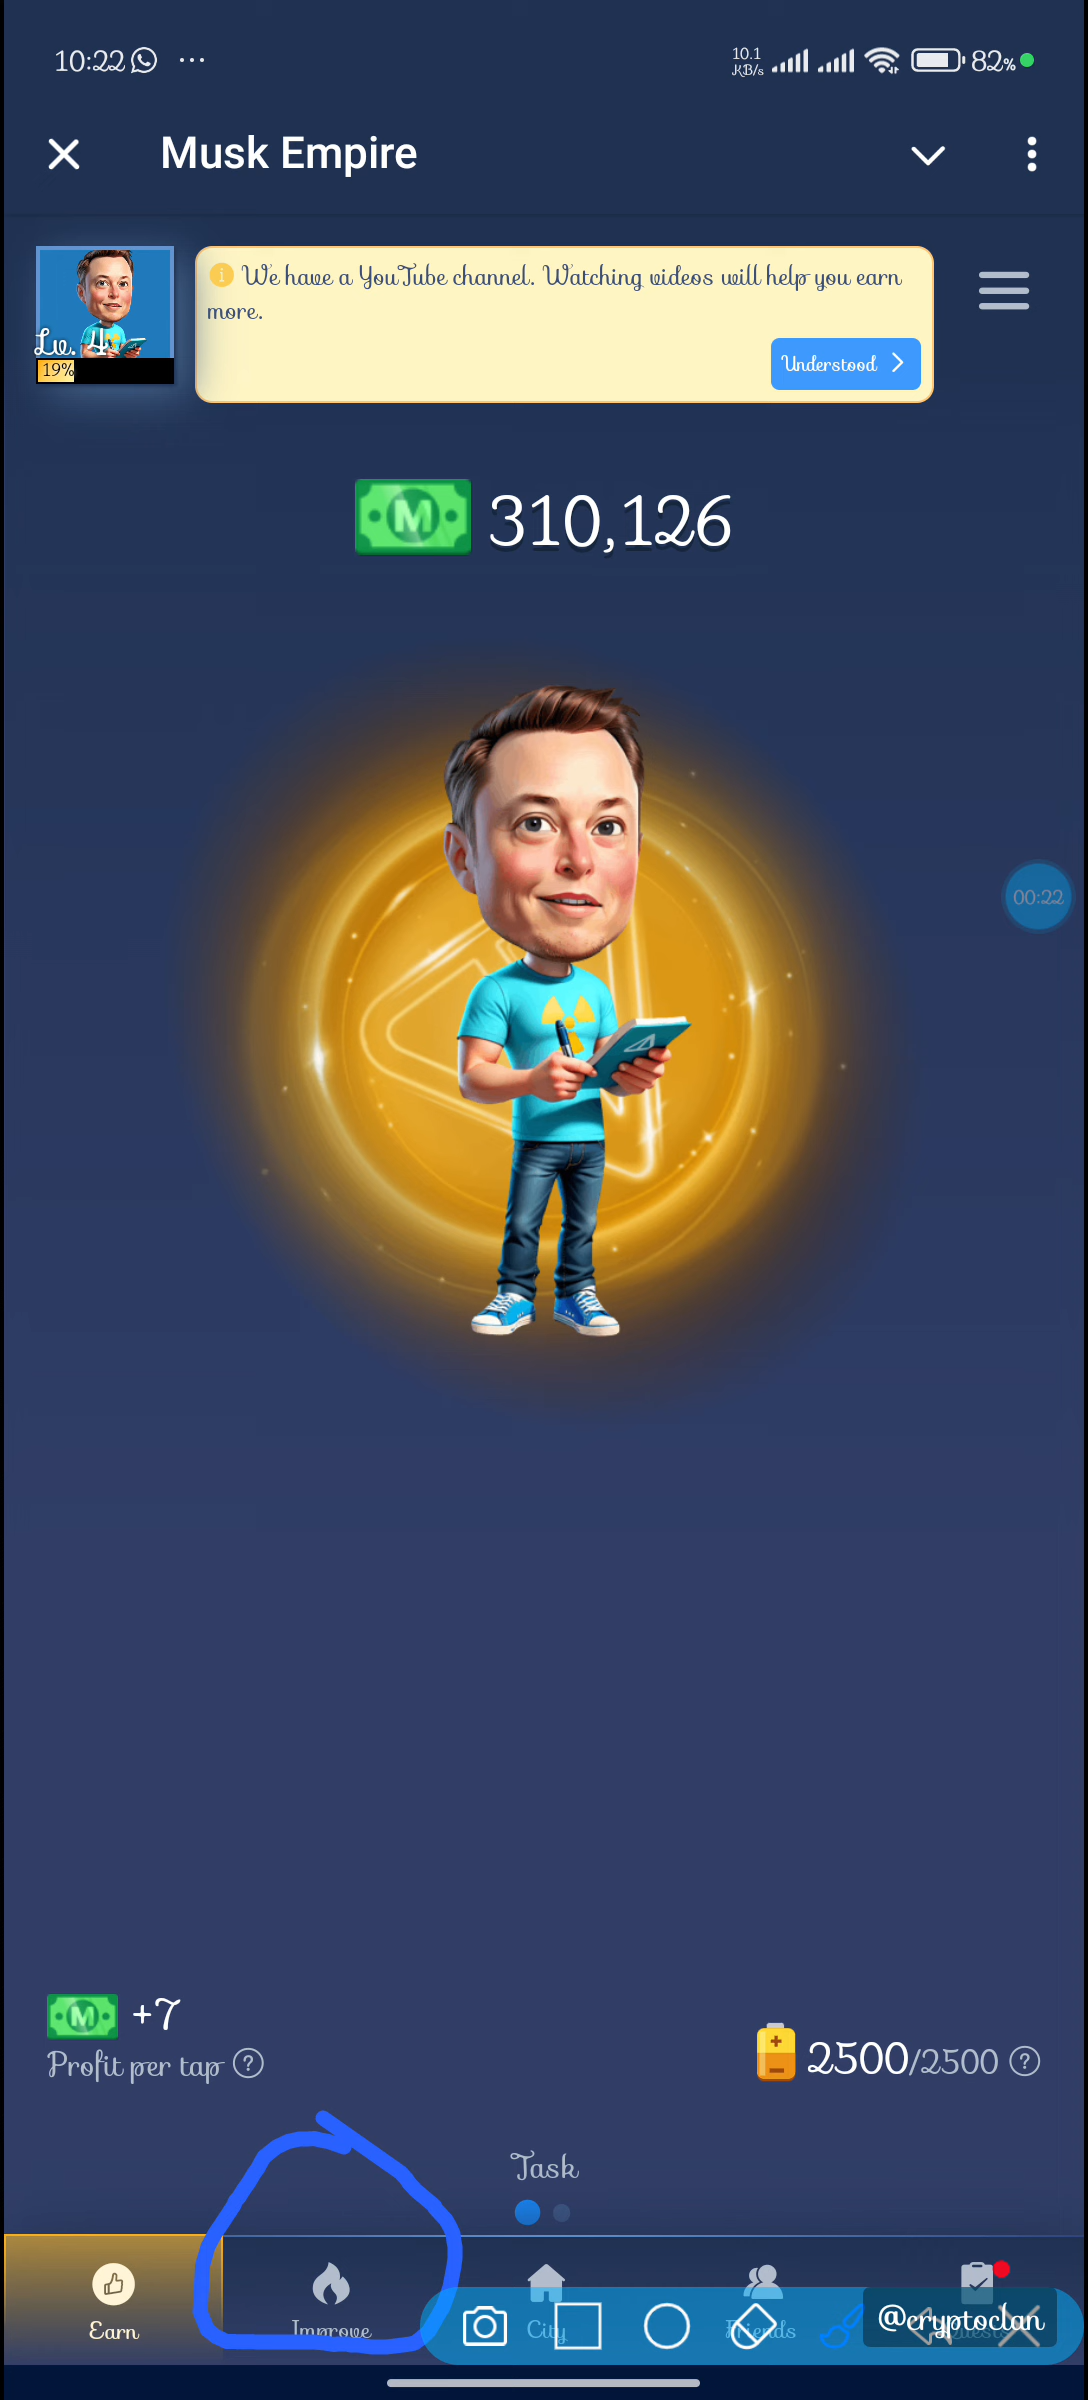 10:22 ...
10.1
KB/s
82%
Musk Empire
We have a YouTube channel. Watching videos will help you earn
more.
Understood
Lv. 4
19%
M 310,126
00:22
M +7
Profit per tap ?
2500/2500 ?
Task
Earn
Improve
City
Friends
@cryptoclan